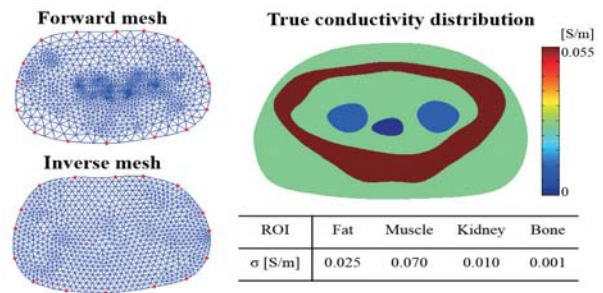 Forward mesh
True conductivity distribution
[S/m]
0.055
0
Inverse mesh
ROI Fat Muscle Kidney Bone
σ [S/m] 0.025 0.070 0.010 0.001